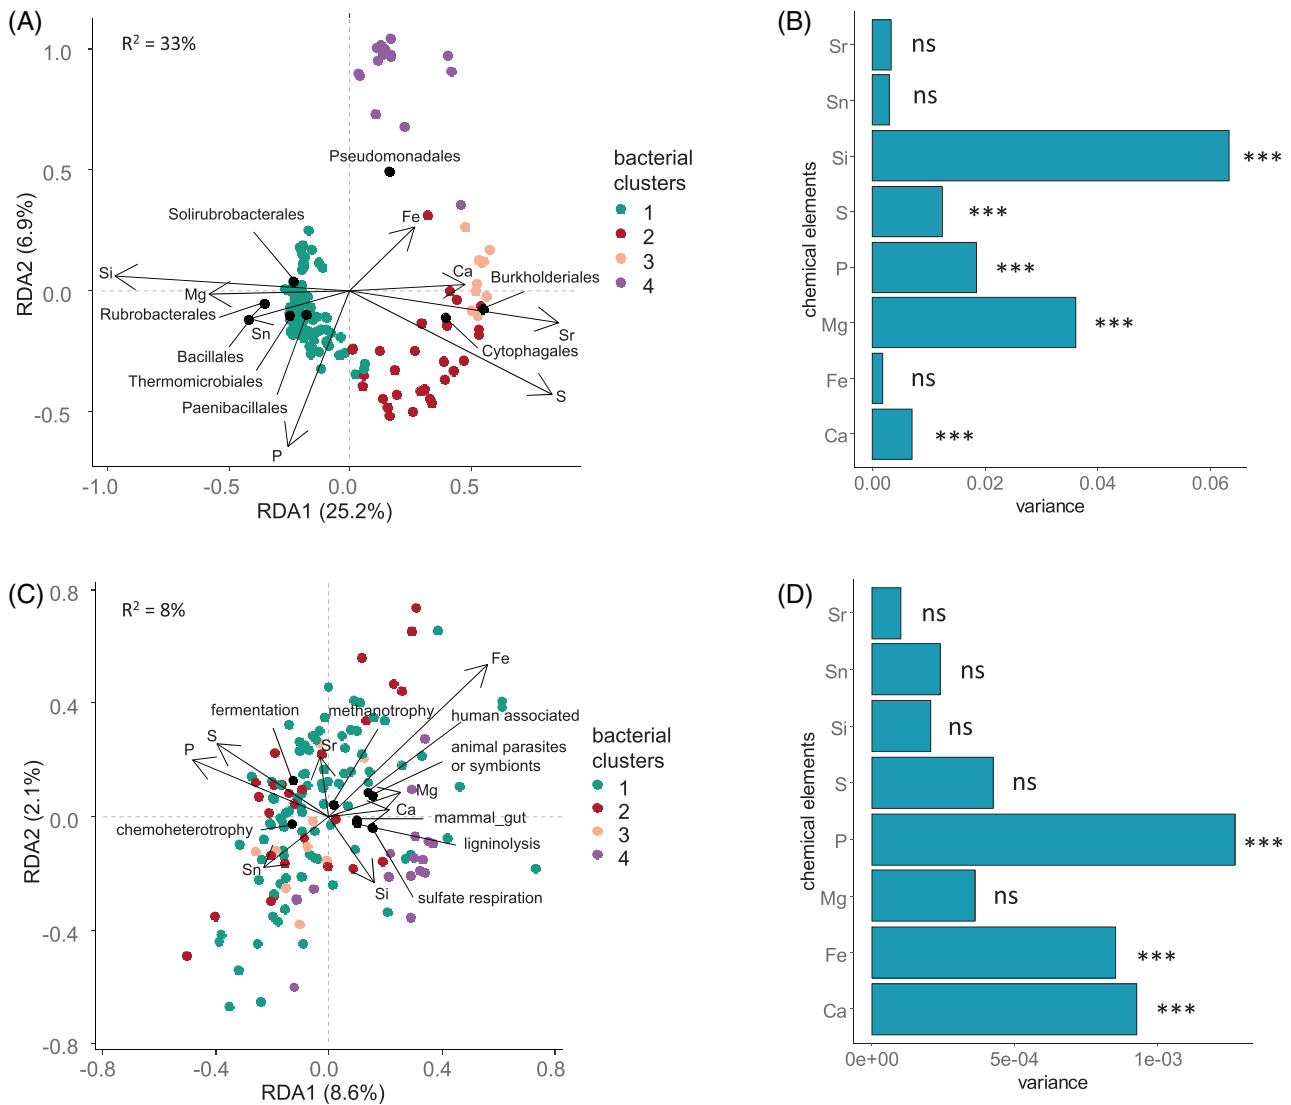 (A)
R² = 33%
1.0
0.5
0.0
-0.5
RDA2 (6.9%)
Pseudomonadales
Solirubrobacterales
Fe
Si
Mg
Ca
Burkholderiales
Rubrobacterales
Sn
Sr
Bacillales
Cytophagales
Thermomicrobiales
S
Paenibacillales
P
-1.0
-0.5
0.0
0.5
RDA1 (25.2%)
bacterial
clusters
1
2
3
4
(B)
chemical elements
Sr
ns
Sn
ns
Si
***
S
***
P
***
Mg
***
Fe
ns
Ca
***
0.00
0.02
0.04
0.06
variance
(C)
R² = 8%
0.8
0.4
0.0
-0.4
-0.8
RDA2 (2.1%)
Fe
fermentation
methanotrophy
human associated
S
P
Sr
animal parasites
or symbionts
Mg
Ca
chemoheterotrophy
mammal_gut
ligninolysis
Sn
Si
sulfate respiration
-0.8
-0.4
0.0
0.4
0.8
RDA1 (8.6%)
bacterial
clusters
1
2
3
4
(D)
chemical elements
Sr
ns
Sn
ns
Si
ns
S
ns
P
***
Mg
ns
Fe
***
Ca
***
0e+00
5e-04
1e-03
variance